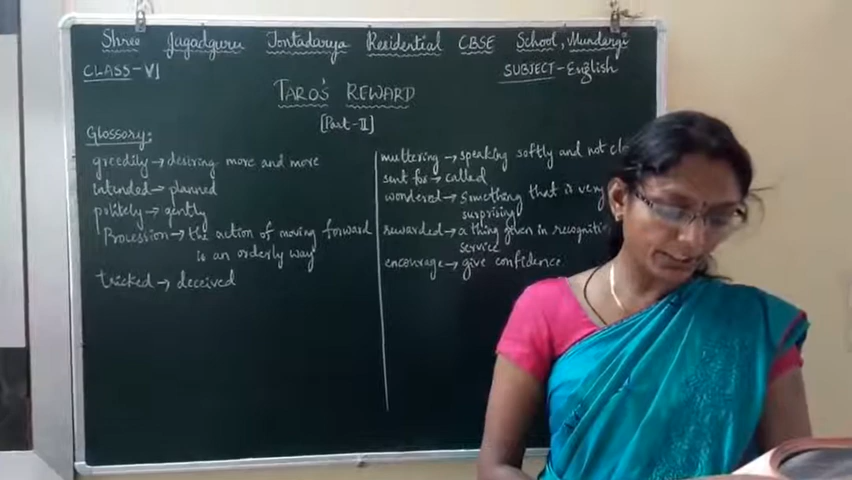 Shree Jagadguru Tontadarya Residential CBSE School, Mundargi
CLASS-VI
SUBJECT-English
TARO'S REWARD
[Part-II]
Glossory:
greedily→desiring more and more
intended→planned
politely→gently
Procession→the action of moving forward
is an orderly way
tricked→deceived
muttering→speaking softly and not
sent for→called
wondered→something that is very
surprising
rewarded→a thing given in
service
encourage→give confidence